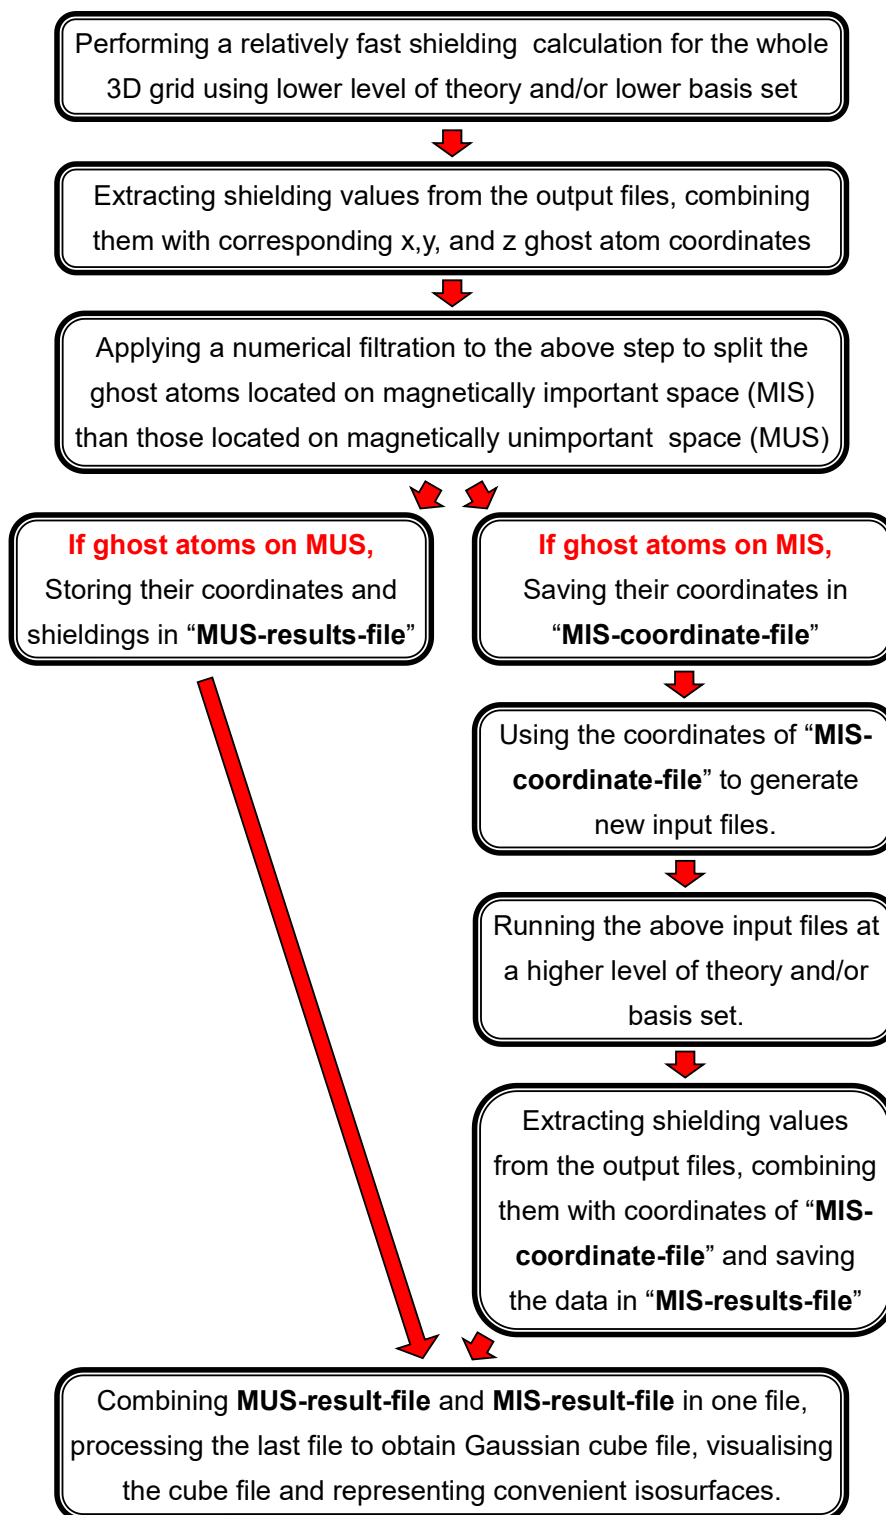 Performing a relatively fast shielding calculation for the whole
3D grid using lower level of theory and/or lower basis set
Extracting shielding values from the output files, combining
them with corresponding x,y, and z ghost atom coordinates
Applying a numerical filtration to the above step to split the
ghost atoms located on magnetically important space (MIS)
than those located on magnetically unimportant space (MUS)
If ghost atoms on MUS,
Storing their coordinates and
shieldings in “MUS-results-file”
If ghost atoms on MIS,
Saving their coordinates in
“MIS-coordinate-file”
Using the coordinates of “MIS-
coordinate-file” to generate
new input files.
Running the above input files at
a higher level of theory and/or
basis set.
Extracting shielding values
from the output files, combining
them with coordinates of “MIS-
coordinate-file” and saving
the data in “MIS-results-file”
Combining MUS-result-file and MIS-result-file in one file,
processing the last file to obtain Gaussian cube file, visualising
the cube file and representing convenient isosurfaces.